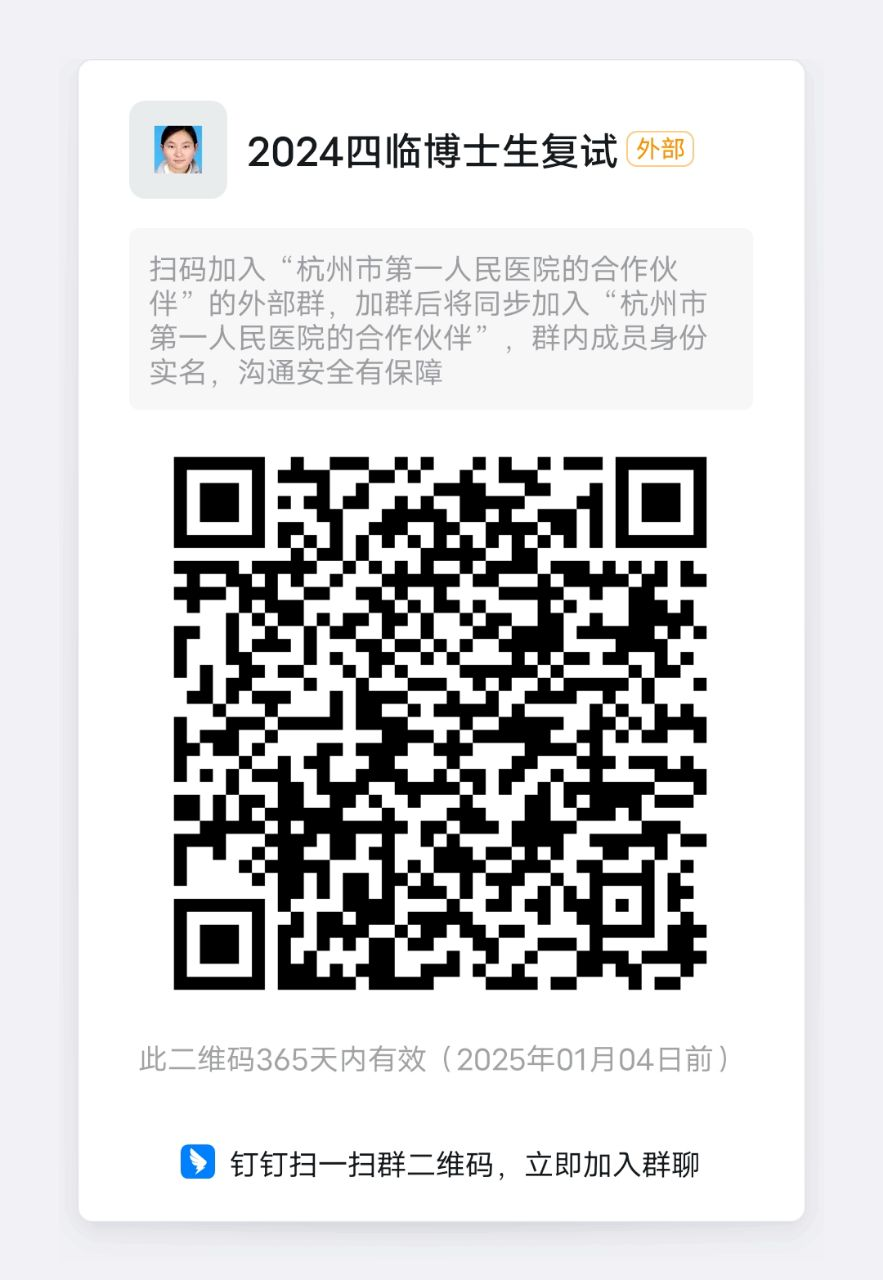 2024四临博士生复试 外部
扫码加入“杭州市第一人民医院的合作伙
伴”的外部群，加群后将同步加入“杭州市
第一人民医院的合作伙伴”，群内成员身份
实名，沟通安全有保障
此二维码365天内有效（2025年01月04日前）
钉钉扫一扫群二维码，立即加入群聊